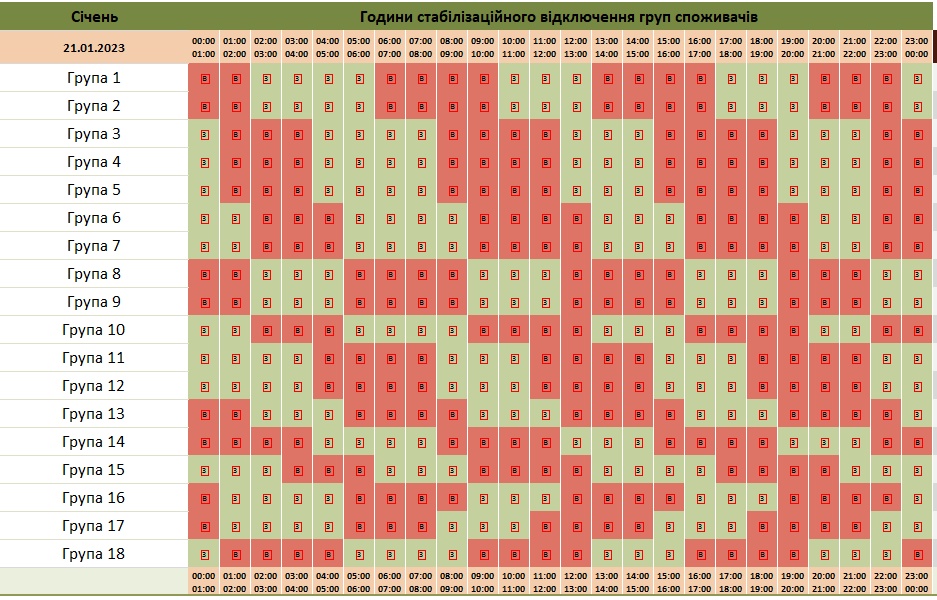 Січень Години стабілізаційного відключення груп споживачів
21.01.2023 00:00 01:00 02:00 03:00 04:00 05:00 06:00 07:00 08:00 09:00 10:00 11:00 12:00 13:00 14:00 15:00 16:00 17:00 18:00 19:00 20:00 21:00 22:00 23:00
01:00 02:00 03:00 04:00 05:00 06:00 07:00 08:00 09:00 10:00 11:00 12:00 13:00 14:00 15:00 16:00 17:00 18:00 19:00 20:00 21:00 22:00 23:00 00:00
Група 1 В В З З З З В В В В З З З В В В В З З З В В В З
Група 2 В В З З З З В В В В З З З В В В В З З З В В В З
Група 3 З В В В З З З З В В В В З З З В В В В З З З В В
Група 4 З В В В З З З З В В В В З З З В В В В З З З В В
Група 5 З В В В З З З З В В В В З З З В В В В З З З В В
Група 6 З З В В В З З З З В В В В З З З В В В В З З В В
Група 7 З З В В В З З З З В В В В З З З В В В В З З В В
Група 8 В В З З З В В В В З З З В В В В З З З В В В З З
Група 9 В В З З З В В В В З З З В В В В З З З В В В З З
Група 10 З З В В В З З З З В В В В З З З В В В В З З В В
Група 11 З З З З В В В В З З З В В В В З З З В В В В З З
Група 12 З З З З В В В В З З З В В В В З З З В В В В З З
Група 13 В В З З З В В В В З З З В В В В З З З В В В В З
Група 14 В В В В З З З З В В В В З З З В В В В З З З В В
Група 15 З З З В В В З З З В В В В З З З З В В В В З З З
Група 16 В З З З З В В В В З З З В В В В З З З В В В В З
Група 17 В З З З З В В В З З З В В В В З З З В В В В З З
Група 18 З В В В В З З З З В В В В З З З В В В В З З З В
00:00 01:00 02:00 03:00 04:00 05:00 06:00 07:00 08:00 09:00 10:00 11:00 12:00 13:00 14:00 15:00 16:00 17:00 18:00 19:00 20:00 21:00 22:00 23:00
01:00 02:00 03:00 04:00 05:00 06:00 07:00 08:00 09:00 10:00 11:00 12:00 13:00 14:00 15:00 16:00 17:00 18:00 19:00 20:00 21:00 22:00 23:00 00:00